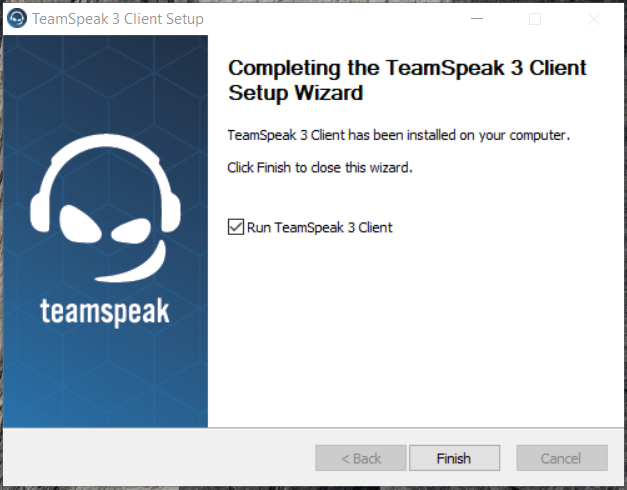 TeamSpeak 3 Client Setup
Completing the TeamSpeak 3 Client
Setup Wizard
TeamSpeak 3 Client has been installed on your computer.
Click Finish to close this wizard.
Run TeamSpeak 3 Client
teamspeak
< Back
Finish
Cancel